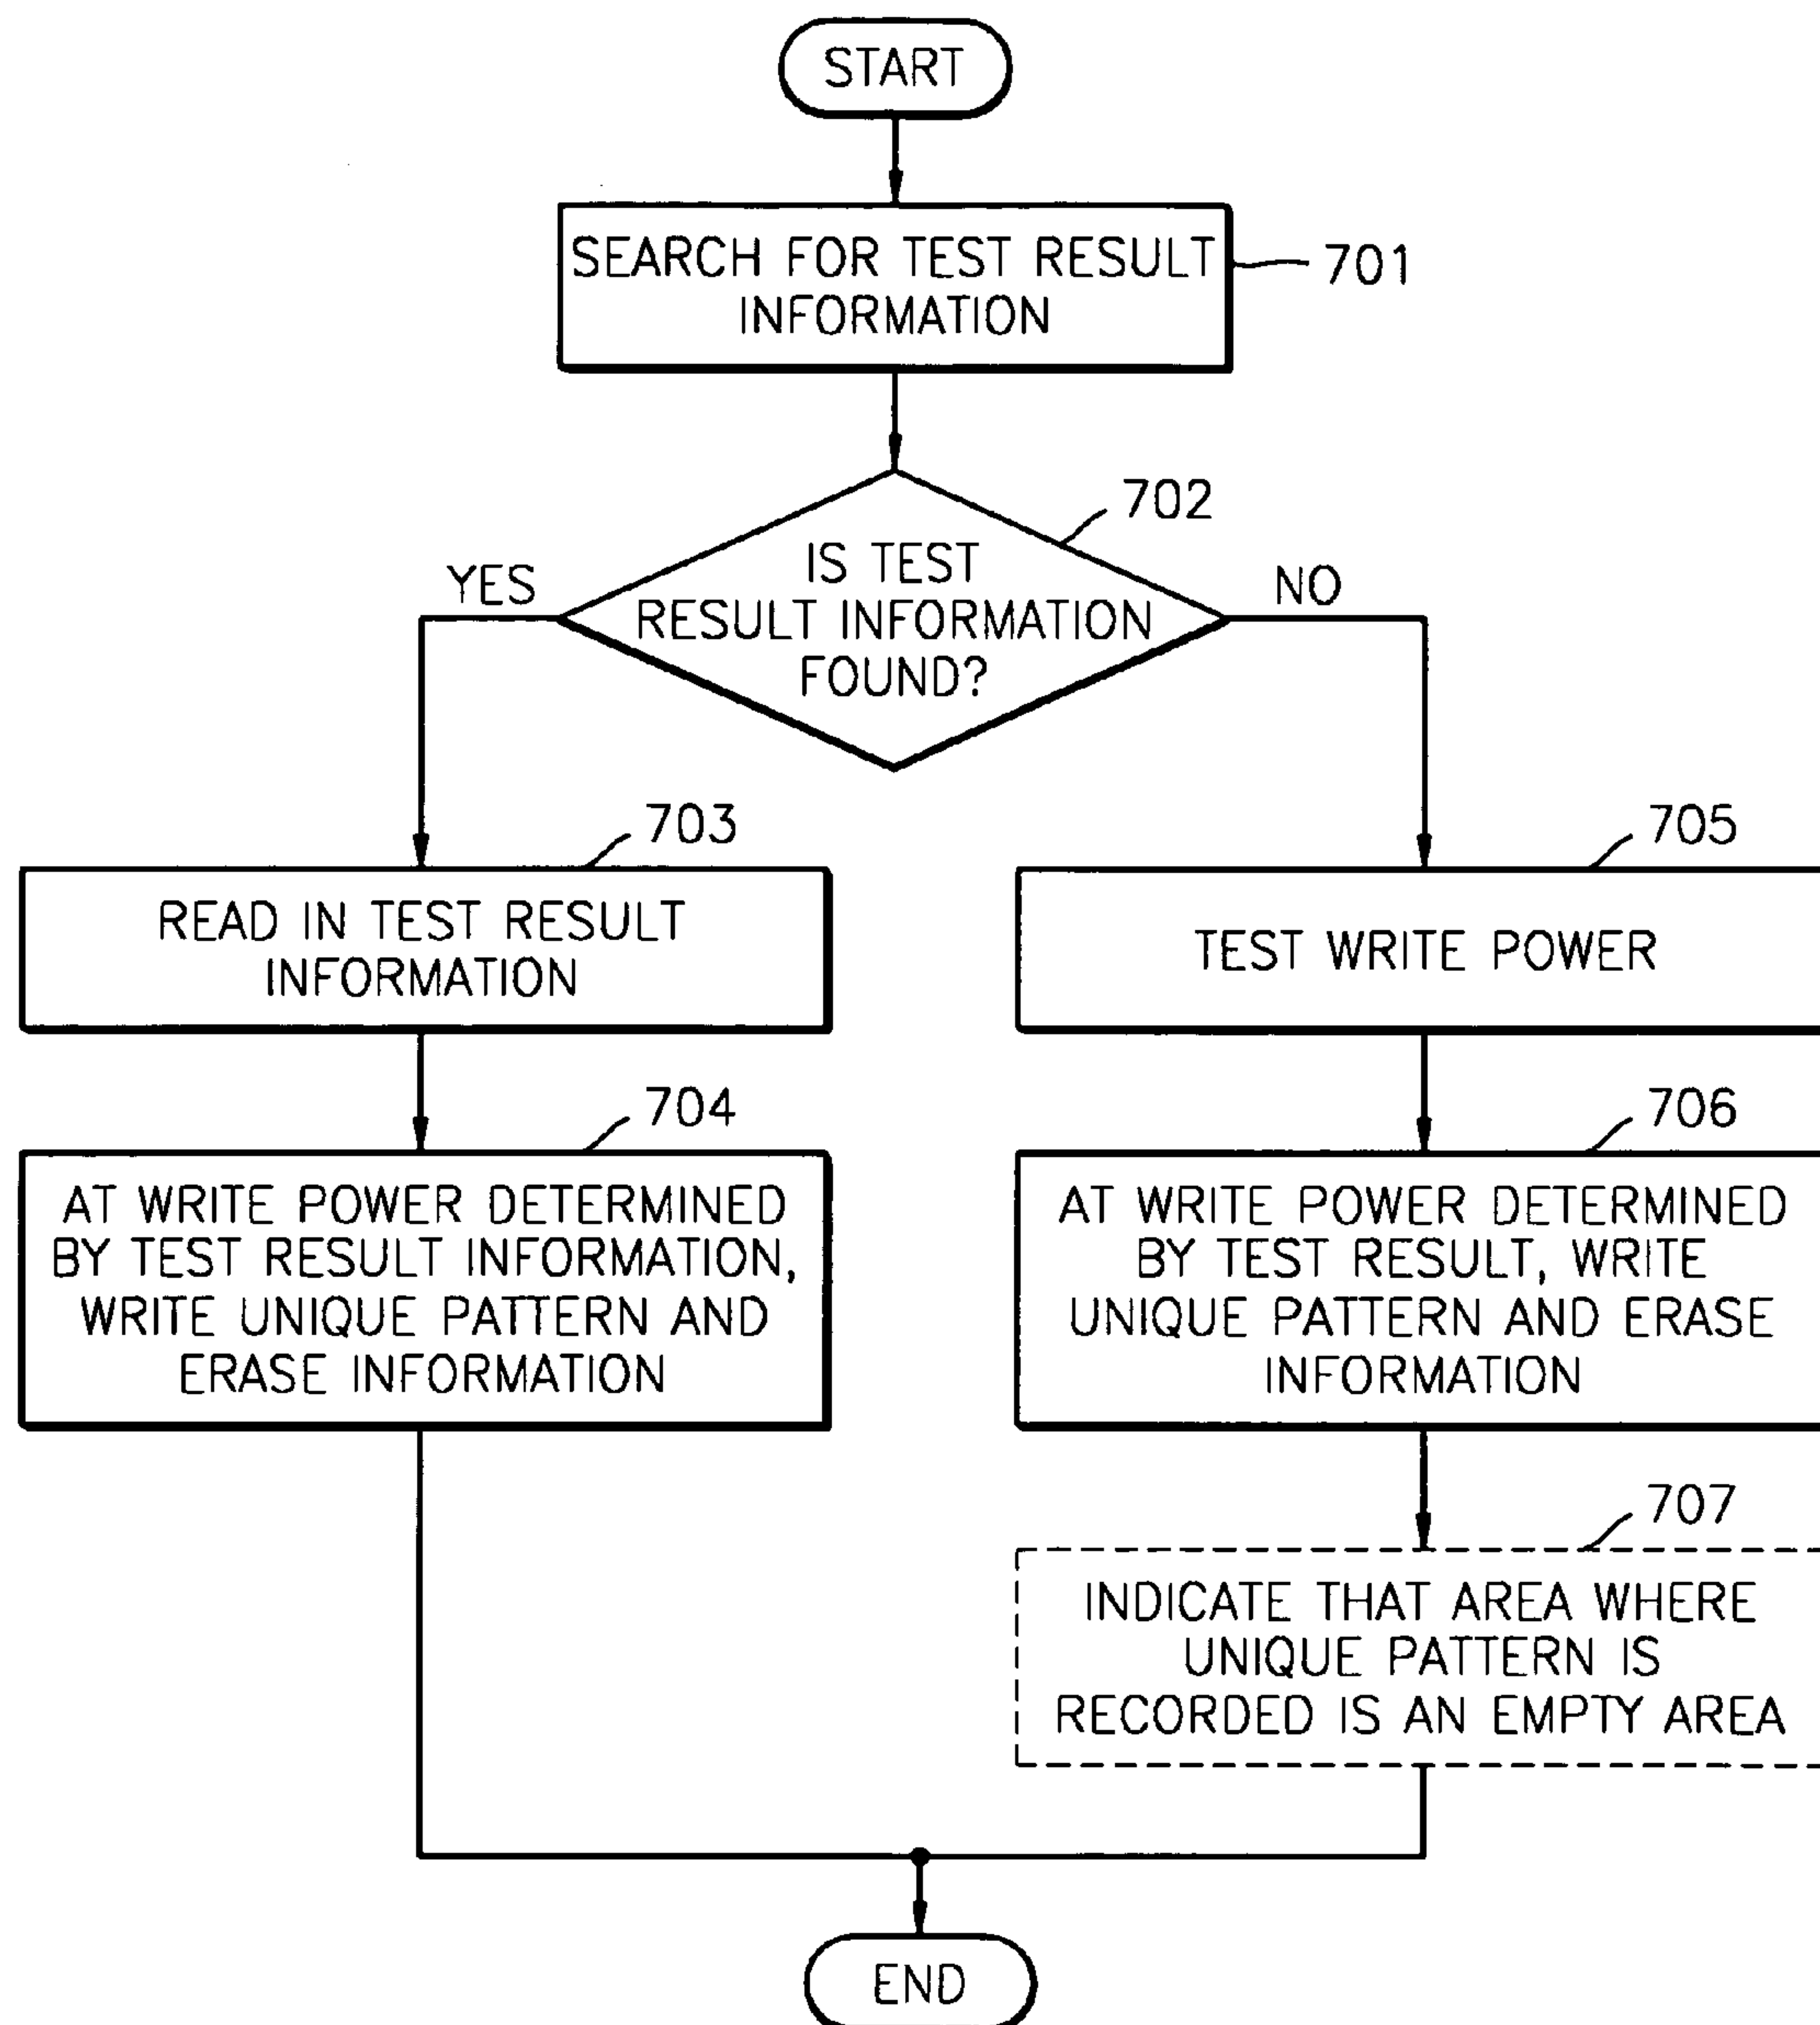 START
SEARCH FOR TEST RESULT
INFORMATION
701
702
IS TEST
RESULT INFORMATION
FOUND?
YES
NO
703
READ IN TEST RESULT
INFORMATION
705
TEST WRITE POWER
704
AT WRITE POWER DETERMINED
BY TEST RESULT INFORMATION,
WRITE UNIQUE PATTERN AND
ERASE INFORMATION
706
AT WRITE POWER DETERMINED
BY TEST RESULT, WRITE
UNIQUE PATTERN AND ERASE
INFORMATION
707
INDICATE THAT AREA WHERE
UNIQUE PATTERN IS
RECORDED IS AN EMPTY AREA
END